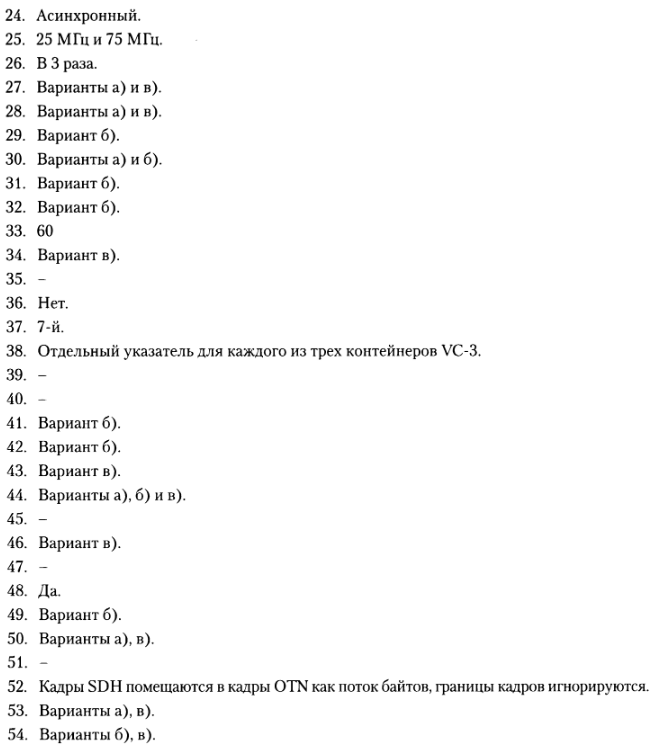 24. Асинхронный.
25. 25 МГц и 75 МГц.
26. В 3 раза.
27. Варианты а) и в).
28. Варианты а) и в).
29. Вариант б).
30. Варианты а) и б).
31. Вариант б).
32. Вариант б).
33. 60
34. Вариант в).
35. –
36. Нет.
37. 7-й.
38. Отдельный указатель для каждого из трех контейнеров VC-3.
39. –
40. –
41. Вариант б).
42. Вариант б).
43. Вариант в).
44. Варианты а), б) и в).
45. –
46. Вариант в).
47. –
48. Да.
49. Вариант б).
50. Варианты а), в).
51. –
52. Кадры SDH помещаются в кадры OTN как поток байтов, границы кадров игнорируются.
53. Варианты а), в).
54. Варианты б), в).